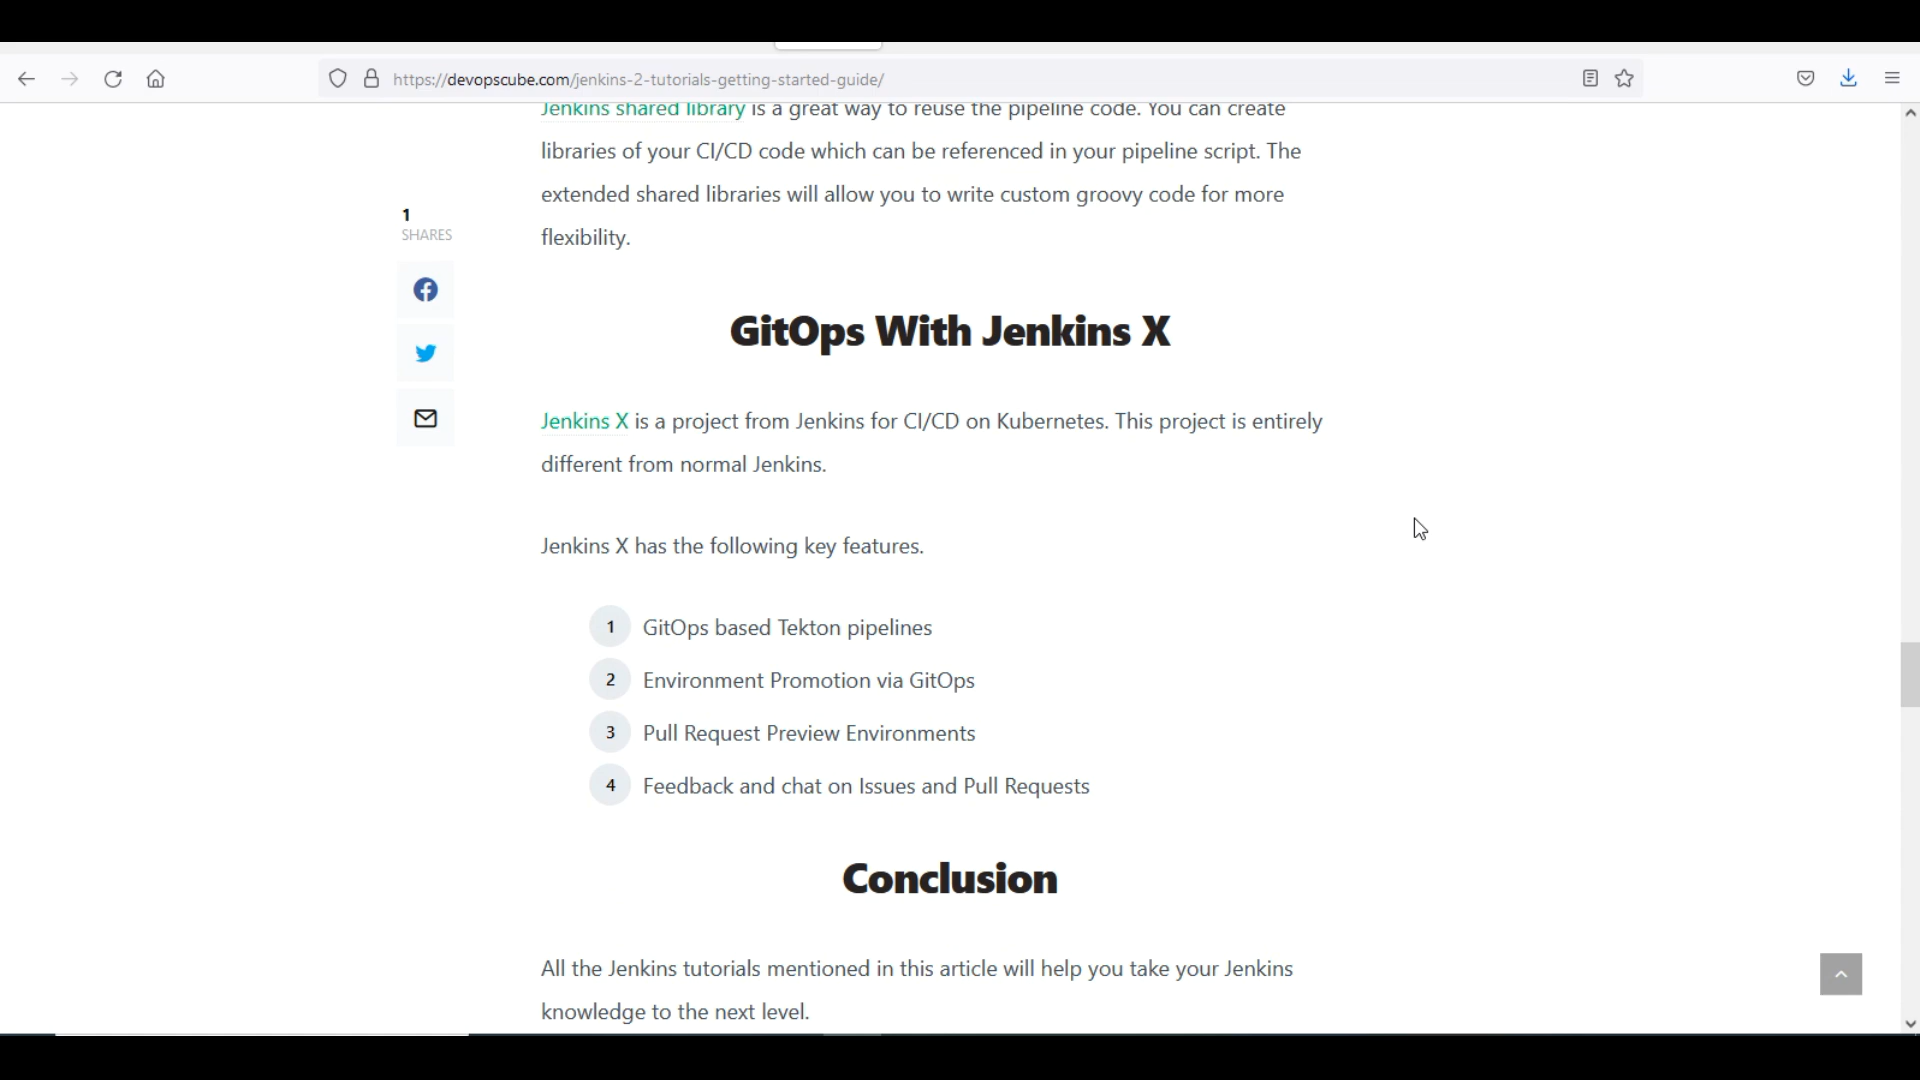 https://devopscube.com/jenkins-2-tutorials-getting-started-guide/
Jenkins shared library is a great way to reuse the pipeline code. You can create
libraries of your CI/CD code which can be referenced in your pipeline script. The
extended shared libraries will allow you to write custom groovy code for more
flexibility.
1
SHARES
GitOps With Jenkins X
Jenkins X is a project from Jenkins for CI/CD on Kubernetes. This project is entirely
different from normal Jenkins.
Jenkins X has the following key features.
1 GitOps based Tekton pipelines
2 Environment Promotion via GitOps
3 Pull Request Preview Environments
4 Feedback and chat on Issues and Pull Requests
Conclusion
All the Jenkins tutorials mentioned in this article will help you take your Jenkins
knowledge to the next level.